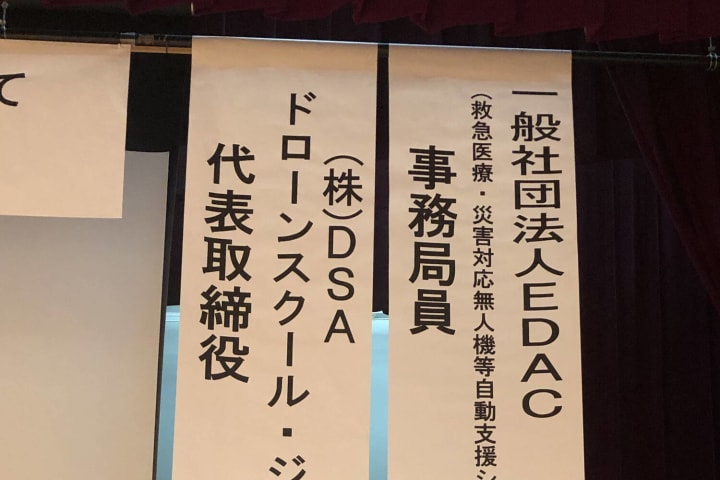 一般社団法人EDAC
(救急医療・災害対応無人機等自動支援シ
事務局員
(株)DSA
ドローンスクール・ジ
代表取締役
て